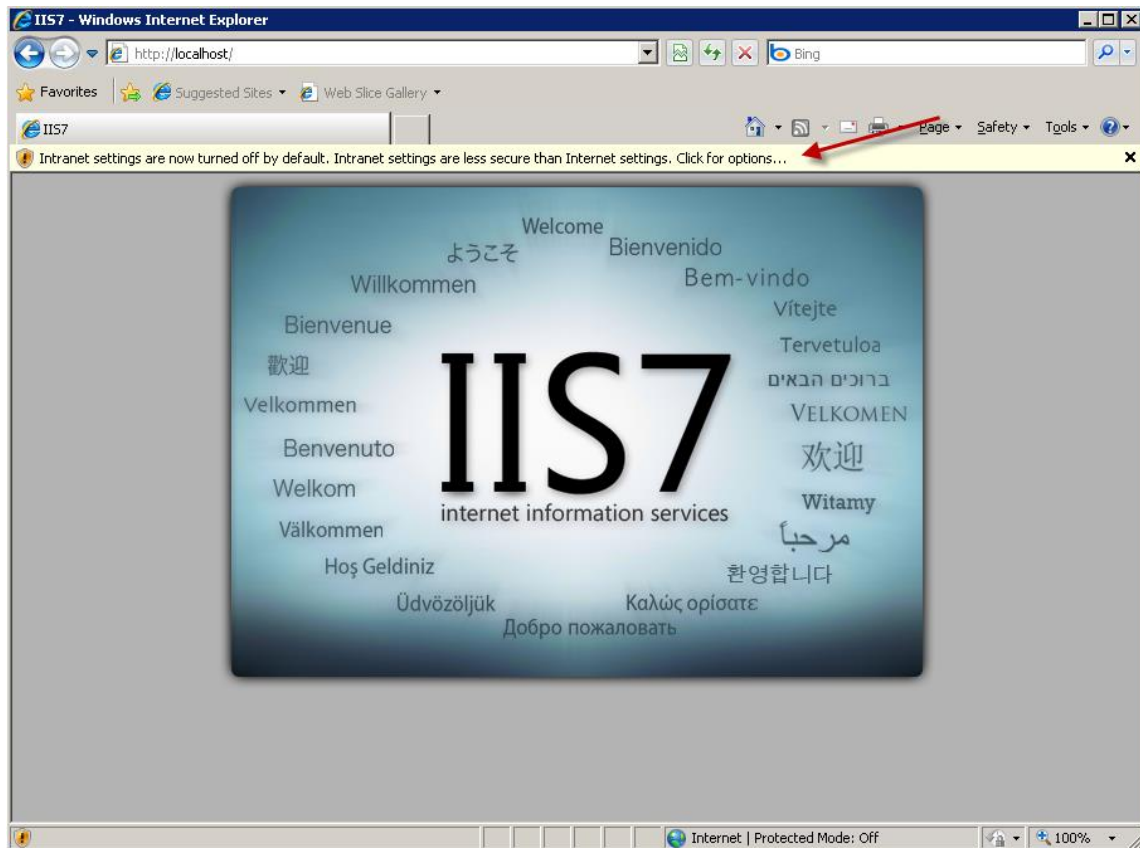 IIS7 - Windows Internet Explorer
http://localhost/
Bing
Favorites
Suggested Sites
Web Slice Gallery
IIS7
Page
Safety
Tools
Intranet settings are now turned off by default. Intranet settings are less secure than Internet settings. Click for options...
Welcome
ようこそ
Bienvenido
Willkommen
Bem-vindo
Vítejte
Bienvenue
Tervetuloa
歡迎
ברוכים הבאים
Velkommen
VELKOMEN
Benvenuto
欢迎
Welkom
Witamy
Välkommen
مرحباً
Hoş Geldiniz
환영합니다
Üdvözöljük
Καλώς ορίσατε
Добро пожаловать
IIS7
internet information services
Internet | Protected Mode: Off
100%